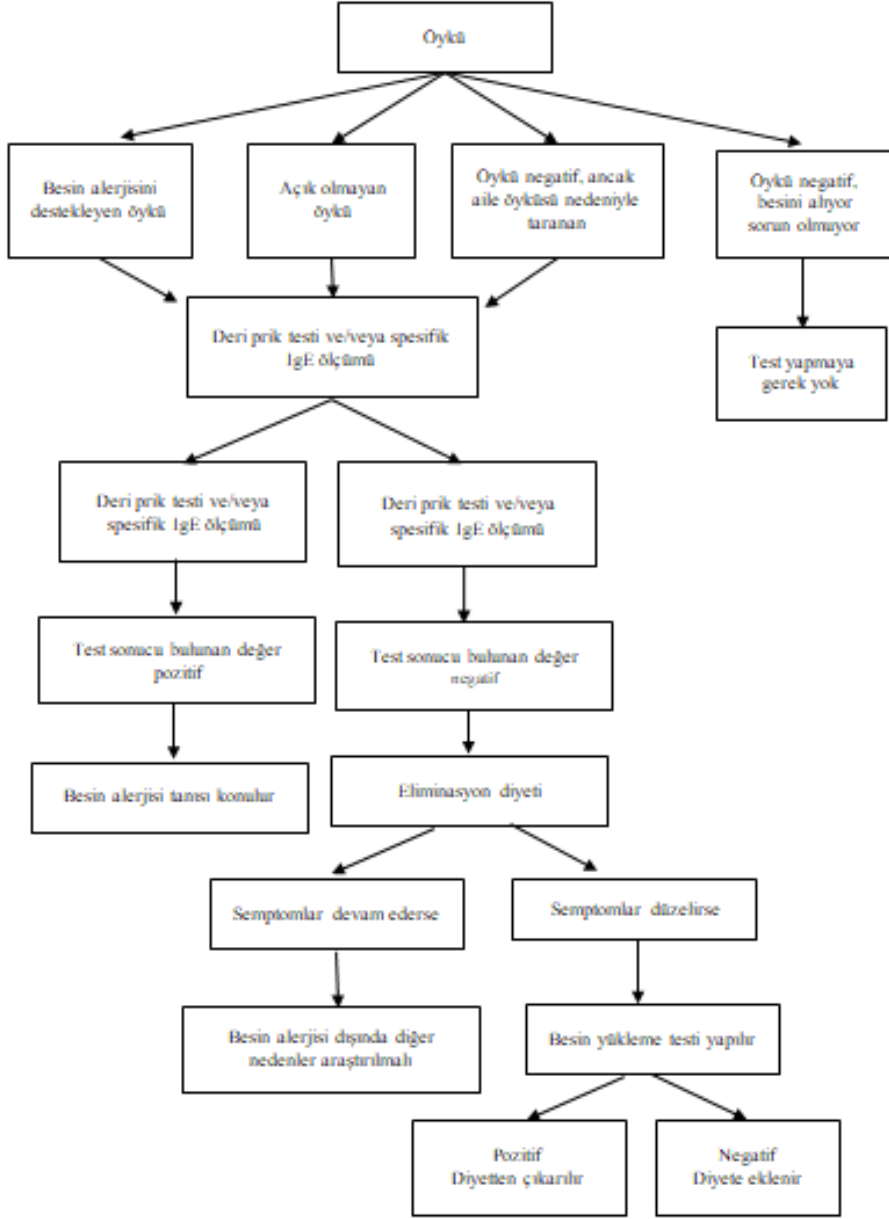 Öykü
Besin alerjisini
destekleyen öykü
Açık olmayan
öykü
Öykü negatif, ancak
aile öyküsü nedeniyle
taranan
Öykü negatif,
besini alıyor
sorun olmuyor
Deri prik testi ve/veya spesifik
IgE ölçümü
Test yapmaya
gerek yok
Deri prik testi ve/veya
spesifik IgE ölçümü
Deri prik testi ve/veya
spesifik IgE ölçümü
Test sonucu bulunan değer
pozitif
Test sonucu bulunan değer
negatif
Besin alerjisi tanısı konulur
Eliminasyon diyeti
Semptomlar devam ederse
Semptomlar düzelirse
Besin alerjisi dışında diğer
nedenler araştırılmalı
Besin yükleme testi yapılır
Pozitif
Diyetten çıkarılır
Negatif
Diyete eklenir